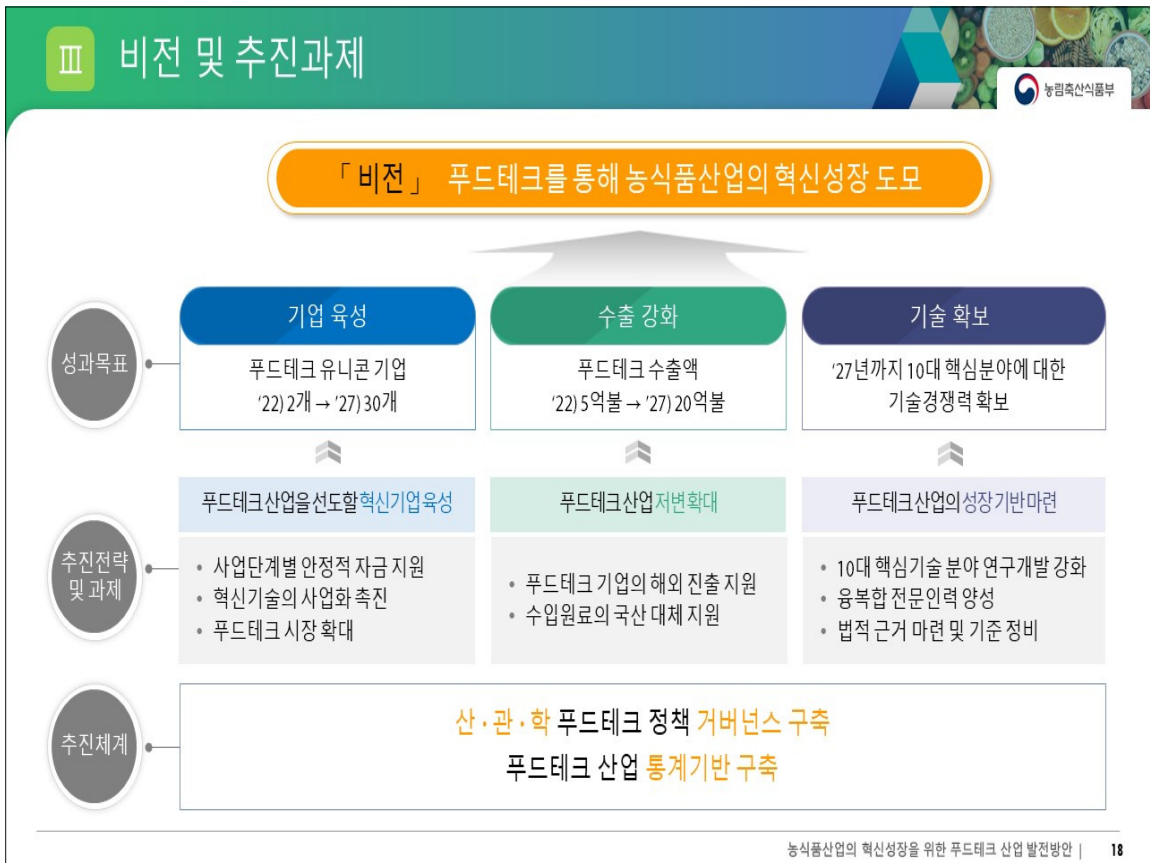 Ⅲ 비전 및 추진과제
농림축산식품부
「 비전 」 푸드테크를 통해 농식품산업의 혁신성장 도모
성과목표
기업 육성
푸드테크 유니콘 기업
'22) 2개 → '27) 30개
수출 강화
푸드테크 수출액
'22) 5억불 → '27) 20억불
기술 확보
'27년까지 10대 핵심분야에 대한
기술경쟁력 확보
추진전략
및 과제
푸드테크 산업을 선도할 혁신기업 육성
• 사업단계별 안정적 자금 지원
• 혁신기술의 사업화 촉진
• 푸드테크 시장 확대
푸드테크 산업 저변 확대
• 푸드테크 기업의 해외 진출 지원
• 수입원료의 국산 대체 지원
푸드테크 산업의 성장기반 마련
• 10대 핵심기술 분야 연구개발 강화
• 융복합 전문인력 양성
• 법적 근거 마련 및 기준 정비
추진체계
산 · 관 · 학 푸드테크 정책 거버넌스 구축
푸드테크 산업 통계기반 구축
농식품산업의 혁신성장을 위한 푸드테크 산업 발전방안 | 18